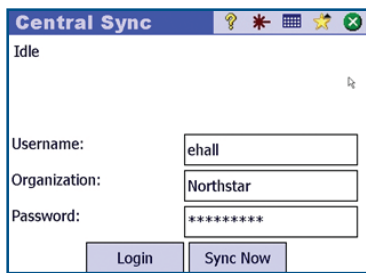 Central Sync
Idle
Username:
ehall
Organization:
Northstar
Password:
*********
Login
Sync Now